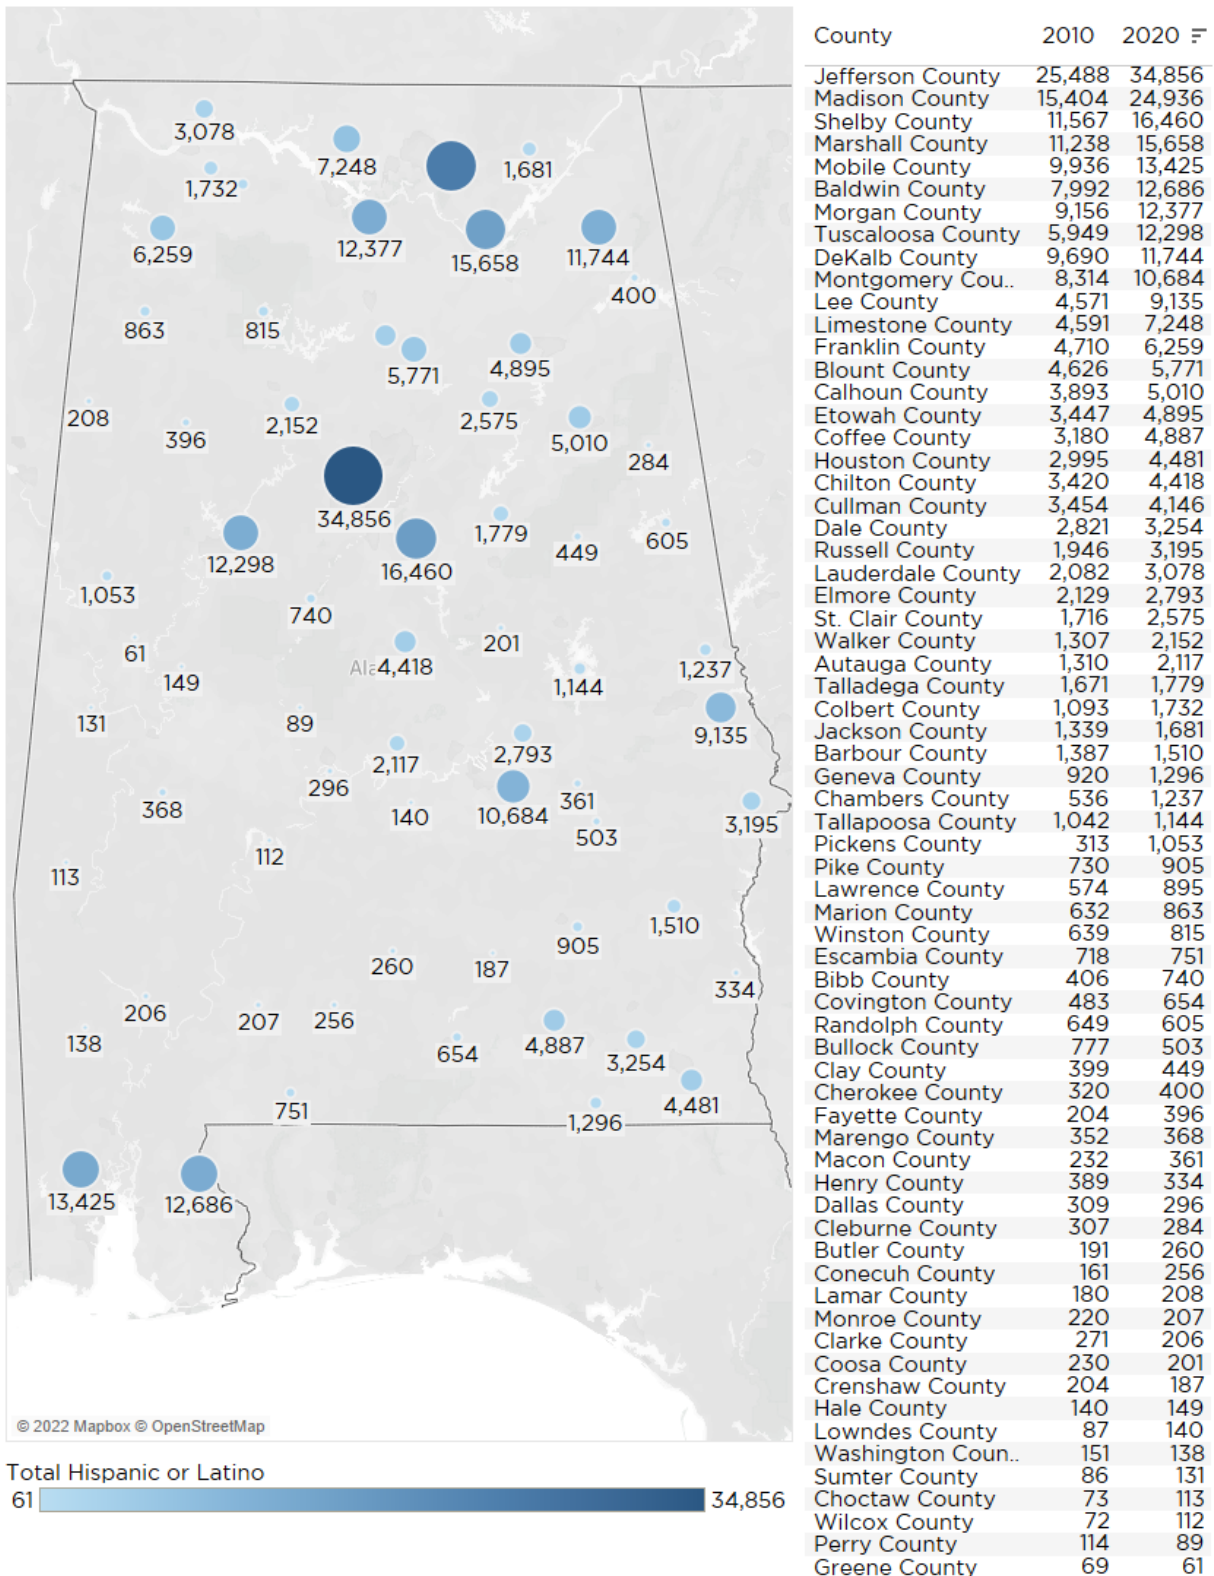 3,078
7,248
1,681
1,732
6,259
12,377
15,658
11,744
400
863
815
5,771
4,895
208
396
2,152
2,575
5,010
284
34,856
1,779
449
605
12,298
16,460
1,053
740
61
Ala
4,418
201
1,237
149
1,144
131
89
9,135
2,117
2,793
296
368
140
10,684
361
503
3,195
112
113
1,510
905
260
187
334
206
207
256
138
654
4,887
3,254
4,481
751
1,296
13,425
12,686
© 2022 Mapbox © OpenStreetMap
Total Hispanic or Latino
61 34,856
County 2010 2020
Jefferson County 25,488 34,856
Madison County 15,404 24,936
Shelby County 11,567 16,460
Marshall County 11,238 15,658
Mobile County 9,936 13,425
Baldwin County 7,992 12,686
Morgan County 9,156 12,377
Tuscaloosa County 5,949 12,298
DeKalb County 9,690 11,744
Montgomery Cou.. 8,314 10,684
Lee County 4,571 9,135
Limestone County 4,591 7,248
Franklin County 4,710 6,259
Blount County 4,626 5,771
Calhoun County 3,893 5,010
Etowah County 3,447 4,895
Coffee County 3,180 4,887
Houston County 2,995 4,481
Chilton County 3,420 4,418
Cullman County 3,454 4,146
Dale County 2,821 3,254
Russell County 1,946 3,195
Lauderdale County 2,082 3,078
Elmore County 2,129 2,793
St. Clair County 1,716 2,575
Walker County 1,307 2,152
Autauga County 1,310 2,117
Talladega County 1,671 1,779
Colbert County 1,093 1,732
Jackson County 1,339 1,681
Barbour County 1,387 1,510
Geneva County 920 1,296
Chambers County 536 1,237
Tallapoosa County 1,042 1,144
Pickens County 313 1,053
Pike County 730 905
Lawrence County 574 895
Marion County 632 863
Winston County 639 815
Escambia County 718 751
Bibb County 406 740
Covington County 483 654
Randolph County 649 605
Bullock County 777 503
Clay County 399 449
Cherokee County 320 400
Fayette County 204 396
Marengo County 352 368
Macon County 232 361
Henry County 389 334
Dallas County 309 296
Cleburne County 307 284
Butler County 191 260
Conecuh County 161 256
Lamar County 180 208
Monroe County 220 207
Clarke County 271 206
Coosa County 230 201
Crenshaw County 204 187
Hale County 140 149
Lowndes County 87 140
Washington Coun.. 151 138
Sumter County 86 131
Choctaw County 73 113
Wilcox County 72 112
Perry County 114 89
Greene County 69 61